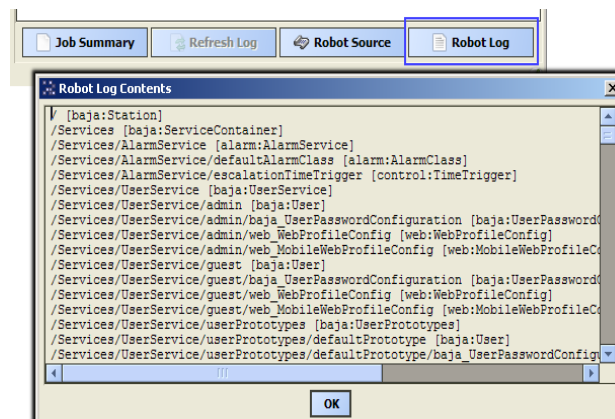 Job Summary Refresh Log Robot Source Robot Log
Robot Log Contents
/ [baja:Station]
/Services [baja:ServiceContainer]
/Services/AlarmService [alarm:AlarmService]
/Services/AlarmService/defaultAlarmClass [alarm:AlarmClass]
/Services/AlarmService/escalationTimeTrigger [control:TimeTrigger]
/Services/UserService [baja:UserService]
/Services/UserService/admin [baja:User]
/Services/UserService/admin/baja_UserPasswordConfiguration [baja:UserPassword
/Services/UserService/admin/web_WebProfileConfig [web:WebProfileConfig]
/Services/UserService/admin/web_MobileWebProfileConfig [web:MobileWebProfileCo
/Services/UserService/guest [baja:User]
/Services/UserService/guest/baja_UserPasswordConfiguration [baja:UserPassword
/Services/UserService/guest/web_WebProfileConfig [web:WebProfileConfig]
/Services/UserService/guest/web_MobileWebProfileConfig [web:MobileWebProfileCo
/Services/UserService/userPrototypes [baja:UserPrototypes]
/Services/UserService/userPrototypes/defaultPrototype [baja:User]
/Services/UserService/userPrototypes/defaultPrototype/baja_UserPasswordConfigu
OK